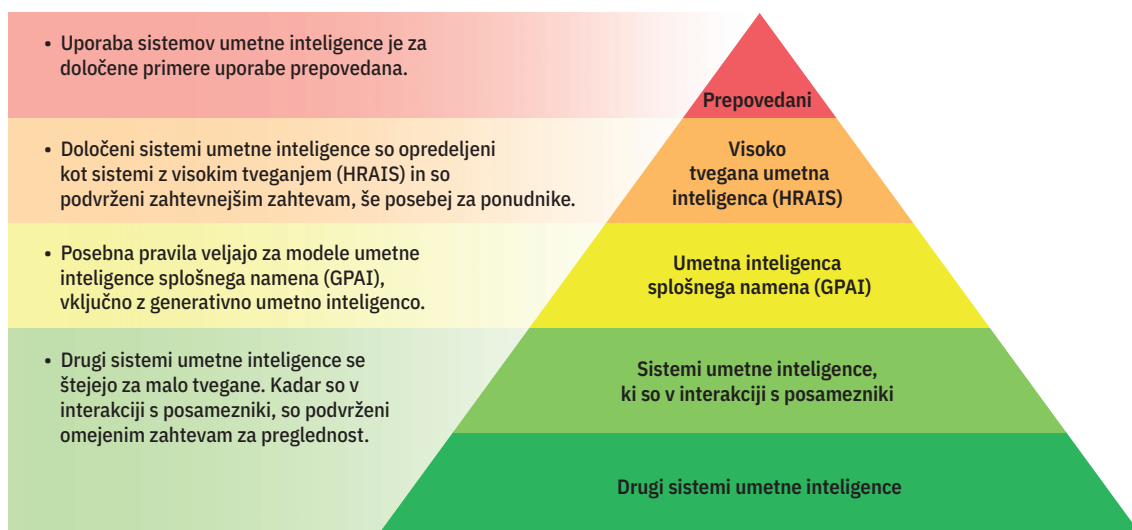 • Uporaba sistemov umetne inteligence je za
določene primere uporabe prepovedana.
Prepovedani
• Določeni sistemi umetne inteligence so opredeljeni
kot sistemi z visokim tveganjem (HRAIS) in so
podvrženi zahtevnejšim zahtevam, še posebej za ponudnike.
Visoko
tvegana umetna
inteligenca (HRAIS)
• Posebna pravila veljajo za modele umetne
inteligence splošnega namena (GPAI),
vključno z generativno umetno inteligenco.
Umetna inteligenca
splošnega namena (GPAI)
• Drugi sistemi umetne inteligence se
štejejo za malo tvegane. Kadar so v
interakciji s posamezniki, so podvrženi
omejenim zahtevam za preglednost.
Sistemi umetne inteligence,
ki so v interakciji s posamezniki
Drugi sistemi umetne inteligence